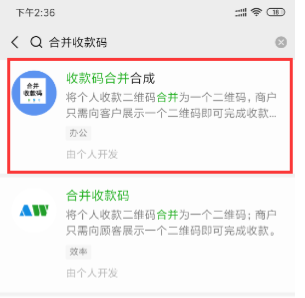 下午2:36
18
合并收款码
合并
收款码
收款码合并合成
将个人收款二维码合并为一个二维码，商户
只需向客户展示一个二维码即可完成收款...
办公
由个人开发
AW
合并收款码
将个人收款二维码合并为一个二维码；商户
只需向顾客展示一个二维码即可完成收款。
效率
由个人开发